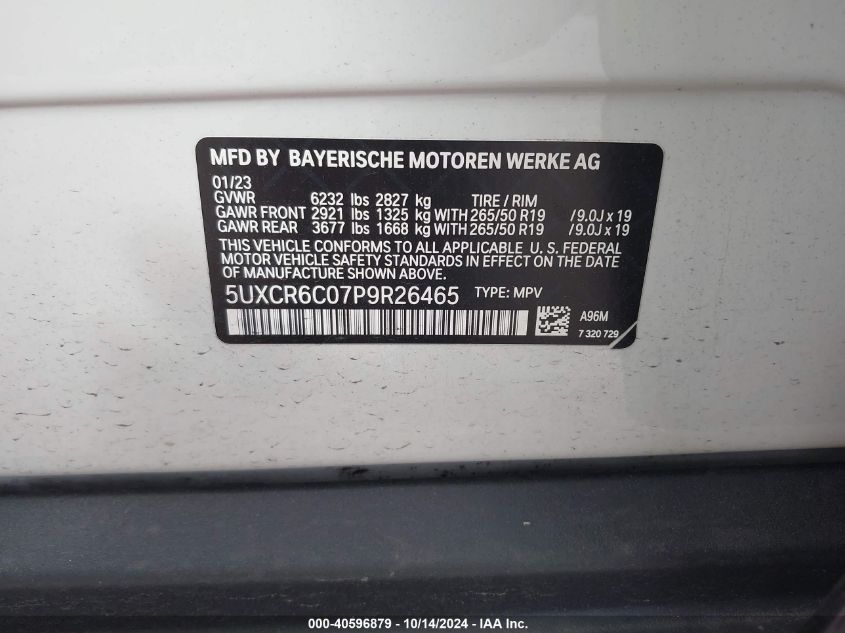 MFD BY BAYERISCHE MOTOREN WERKE AG
01/23
GVWR 6232 lbs 2827 kg TIRE / RIM
GAWR FRONT 2921 lbs 1325 kg WITH 265/50 R19 /9.0J x 19
GAWR REAR 3677 lbs 1668 kg WITH 265/50 R19 /9.0J x 19
THIS VEHICLE CONFORMS TO ALL APPLICABLE U. S. FEDERAL
MOTOR VEHICLE SAFETY STANDARDS IN EFFECT ON THE DATE
OF MANUFACTURE SHOWN ABOVE.
5UXCR6C07P9R26465 TYPE: MPV
A96M
7 320 729
000-40596879 - 10/14/2024 - IAA Inc.